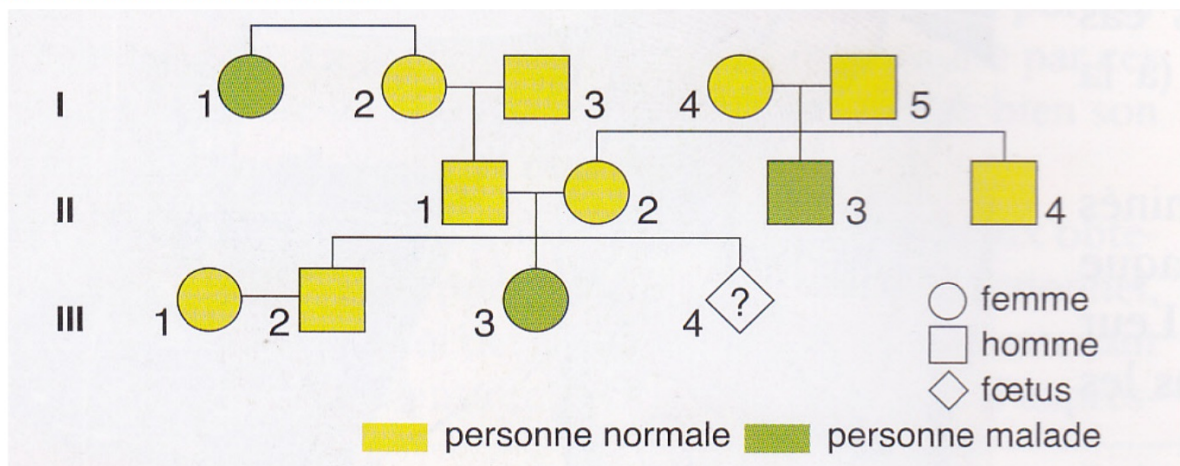 I 1 2 3 4 5
II 1 2 3 4
III 1 2 3 4 ?
femme
homme
fœtus
personne normale personne malade